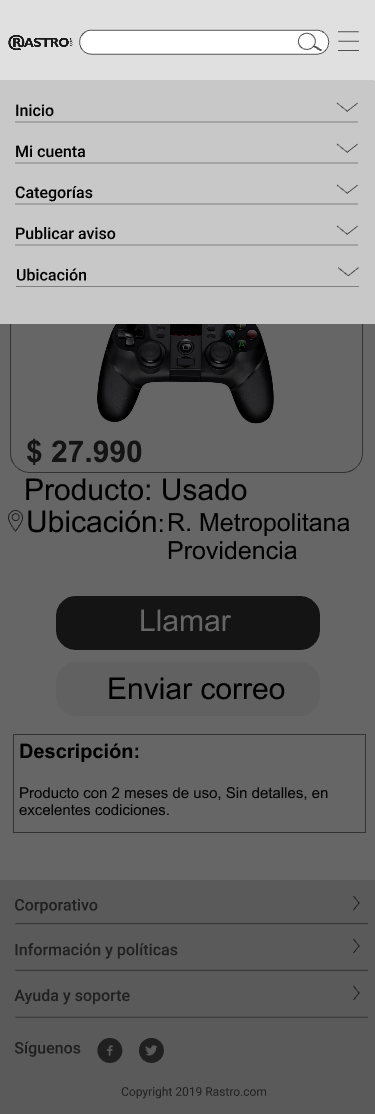 RASTRO
Inicio
Mi cuenta
Categorías
Publicar aviso
Ubicación
$ 27.990
Producto: Usado
Ubicación: R. Metropolitana
Providencia
Llamar
Enviar correo
Descripción:
Producto con 2 meses de uso, Sin detalles, en
excelentes codiciones.
Corporativo
Información y políticas
Ayuda y soporte
Síguenos
Copyright 2019 Rastro.com